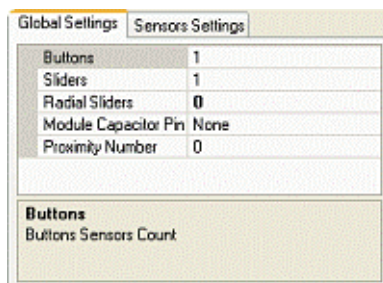 Global Settings Sensors Settings
Buttons 1
Sliders 1
Radial Sliders 0
Module Capacitor Pin None
Proximity Number 0
Buttons
Buttons Sensors Count